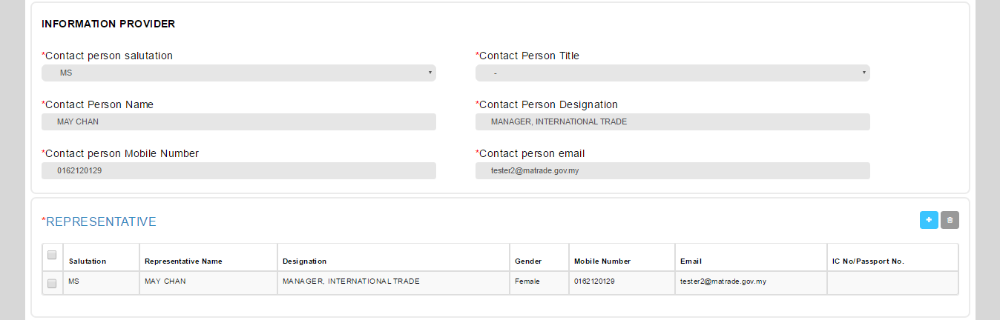 INFORMATION PROVIDER
*Contact person salutation *Contact Person Title
MS -
*Contact Person Name *Contact Person Designation
MAY CHAN MANAGER, INTERNATIONAL TRADE
*Contact person Mobile Number *Contact person email
0162120129 tester2@matrade.gov.my
*REPRESENTATIVE
Salutation Representative Name Designation Gender Mobile Number Email IC No/Passport No.
MS MAY CHAN MANAGER, INTERNATIONAL TRADE Female 0162120129 tester2@matrade.gov.my